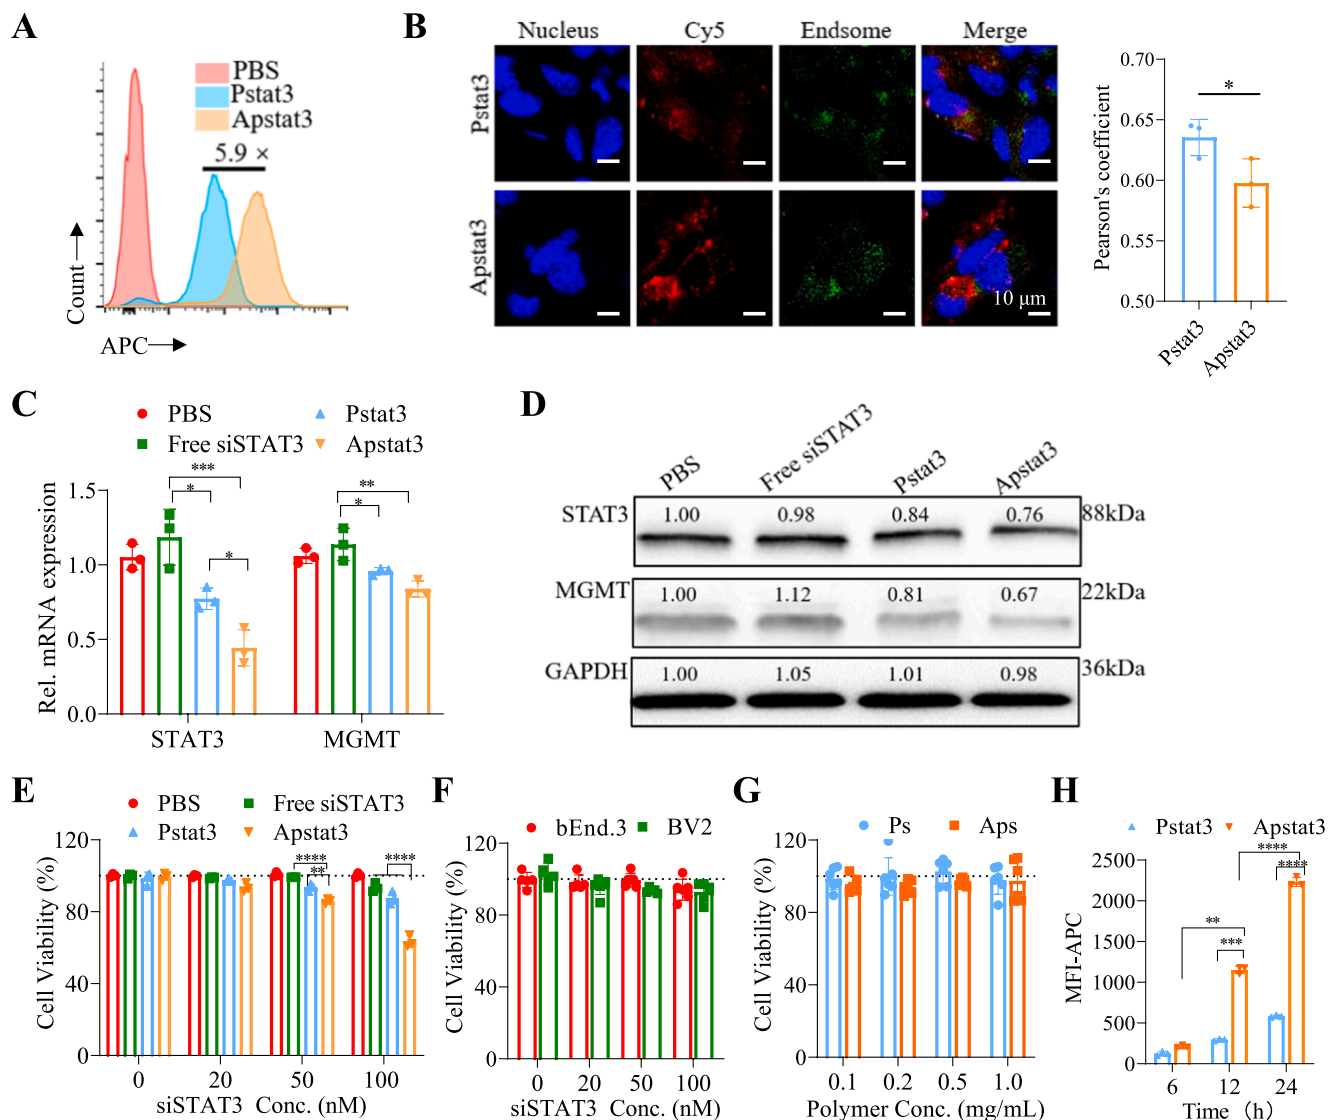 A
PBS
Pstat3
Apstat3
5.9 ×
Count
APC
B
Nucleus Cy5 Endsome Merge
Pstat3
Apstat3
10 μm
Pearson's coefficient
0.70
0.65
0.60
0.55
0.50
*
Pstat3 Apstat3
C
PBS Pstat3
Free siSTAT3 Apstat3
Rel. mRNA expression
1.5
1.0
0.5
0.0
***
*
*
**
*
STAT3 MGMT
D
PBS Free siSTAT3 Pstat3 Apstat3
STAT3 1.00 0.98 0.84 0.76 88kDa
MGMT 1.00 1.12 0.81 0.67 22kDa
GAPDH 1.00 1.05 1.01 0.98 36kDa
E
PBS Free siSTAT3
Pstat3 Apstat3
Cell Viability (%)
120
80
40
0
****
**
****
0 20 50 100
siSTAT3 Conc. (nM)
F
bEnd.3 BV2
Cell Viability (%)
120
80
40
0
0 20 50 100
siSTAT3 Conc. (nM)
G
Ps Aps
Cell Viability (%)
120
80
40
0
0.1 0.2 0.5 1.0
Polymer Conc. (mg/mL)
H
Pstat3 Apstat3
MFI-APC
2500
2000
1500
1000
500
0
**
***
****
****
6 12 24
Time (h)